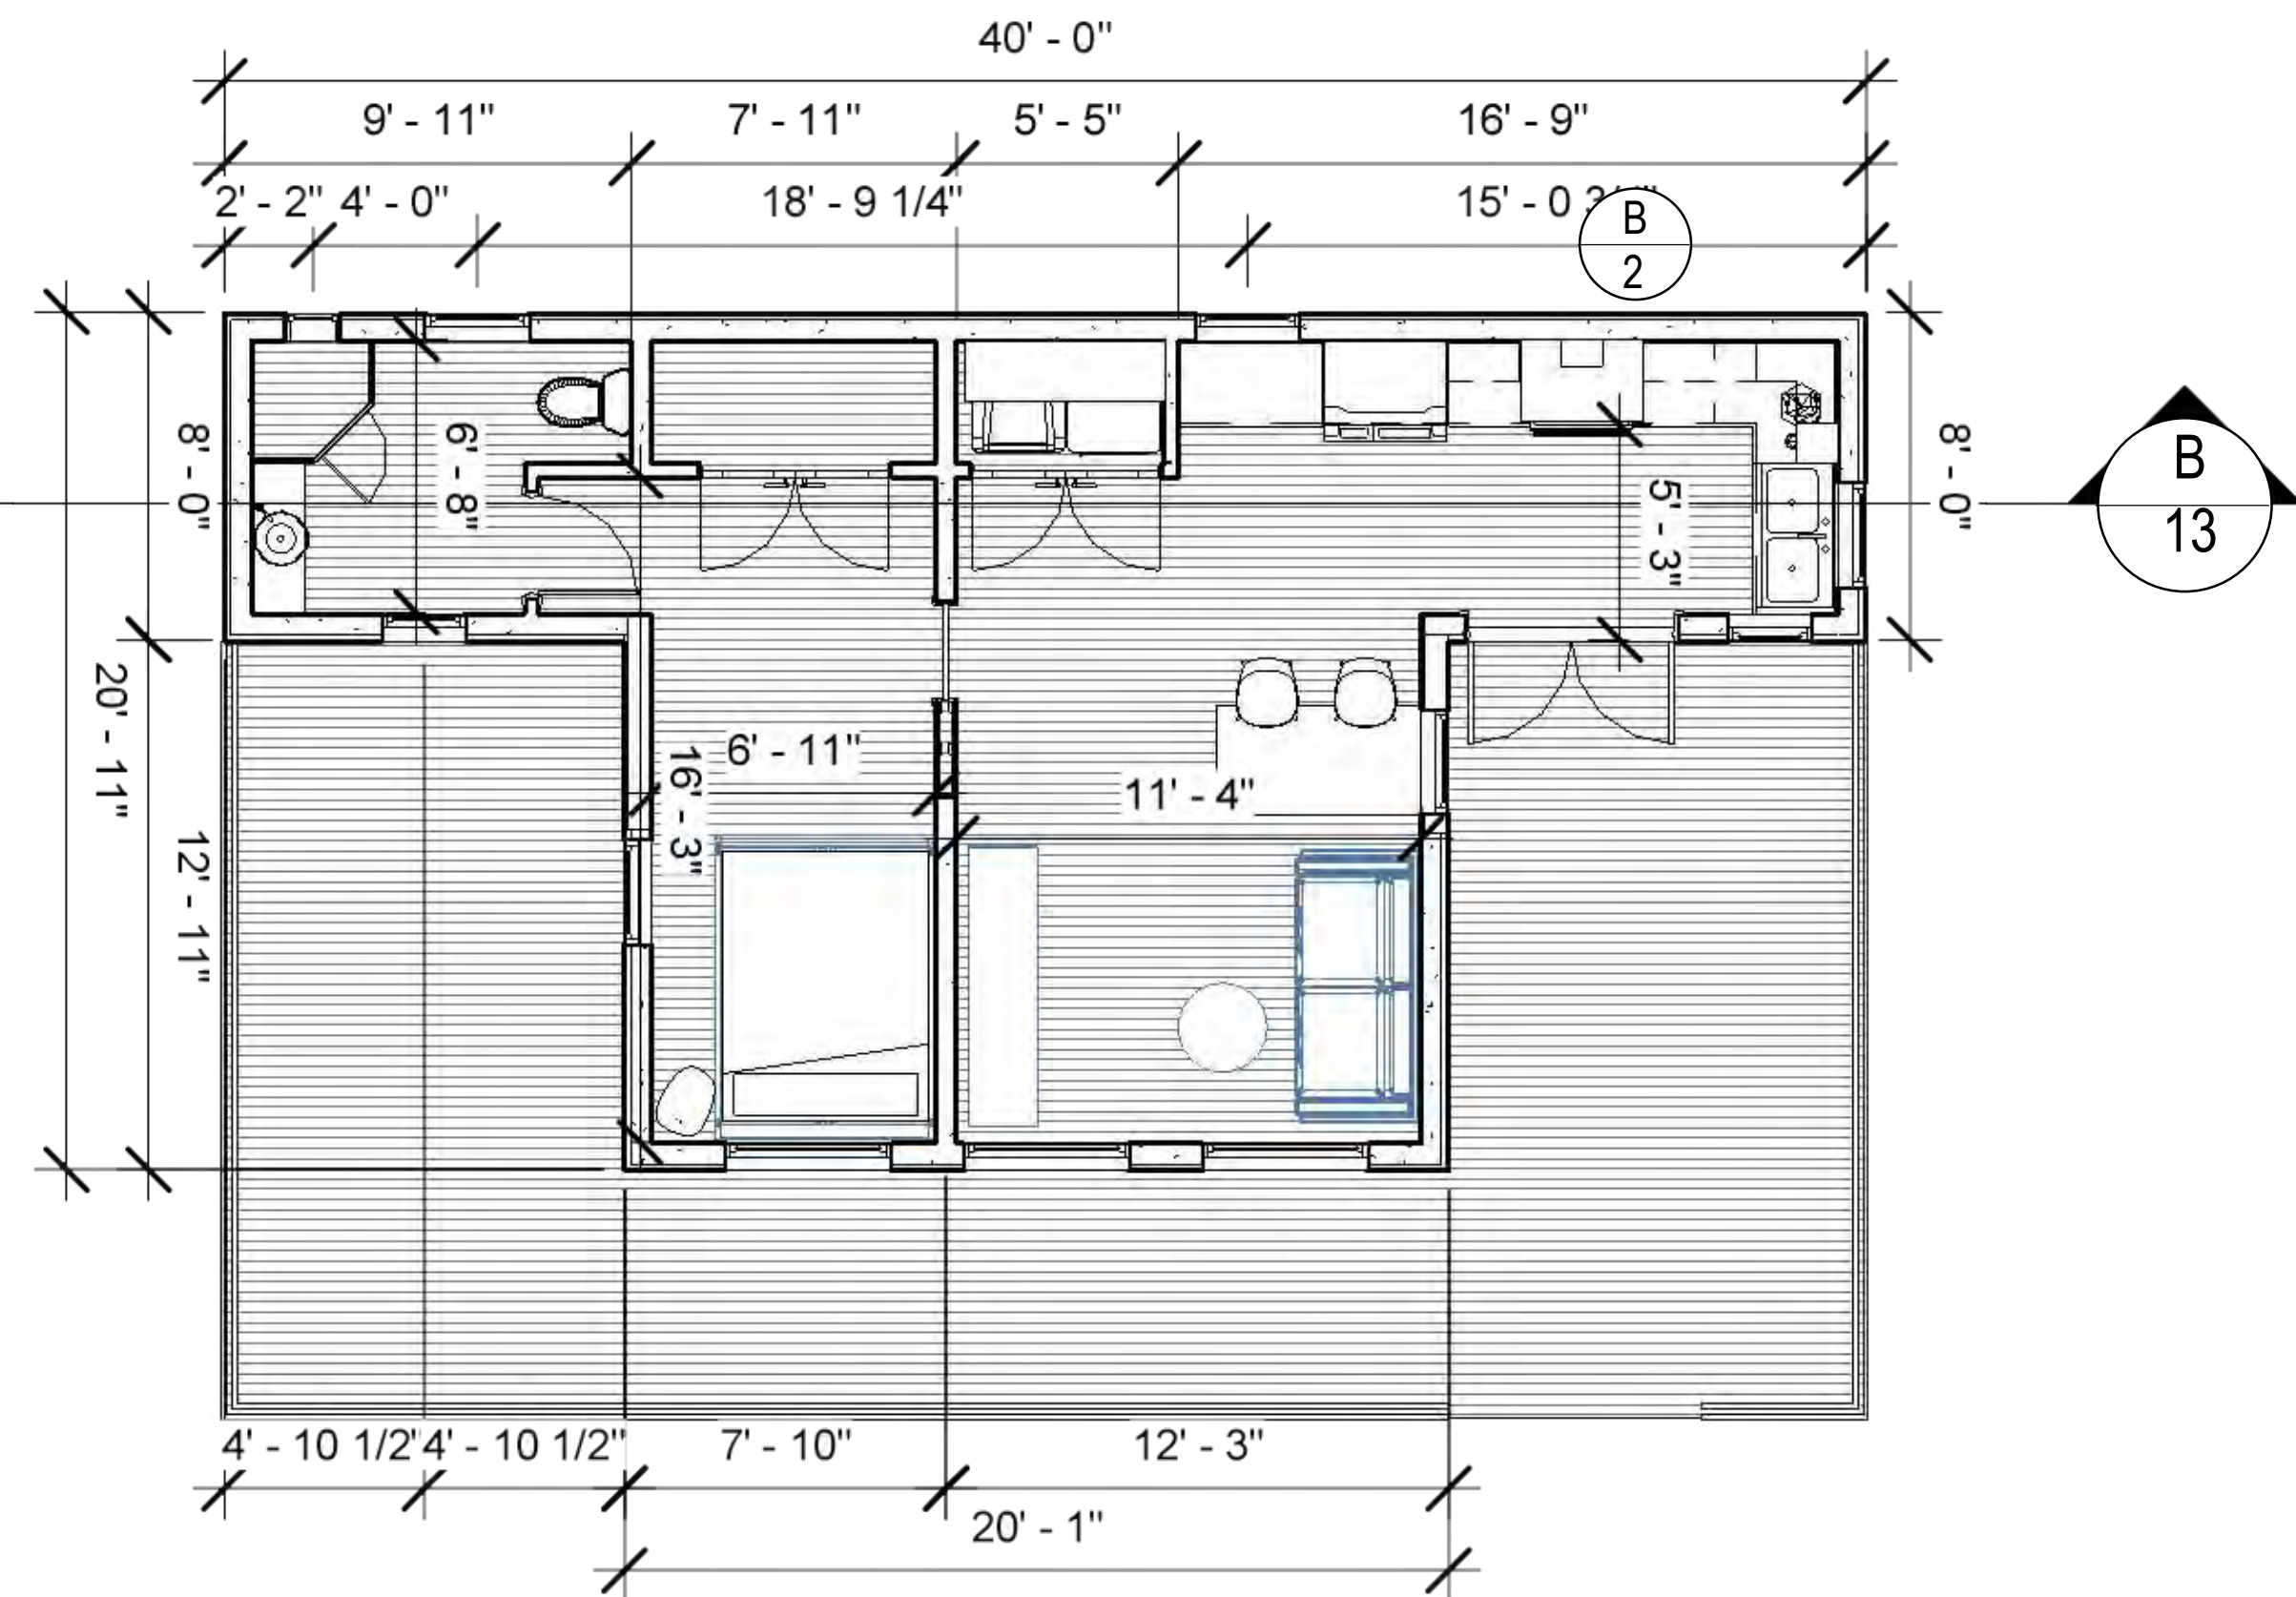 40' - 0"
9' - 11" 7' - 11" 5' - 5" 16' - 9"
2' - 2" 4' - 0" 18' - 9 1/4" 15' - 0
B
2
8' - 0"
6' - 8"
5' - 3"
8' - 0"
B
13
20' - 11"
12' - 11"
6' - 11"
16' - 3"
11' - 4"
4' - 10 1/2" 4' - 10 1/2" 7' - 10" 12' - 3"
20' - 1"